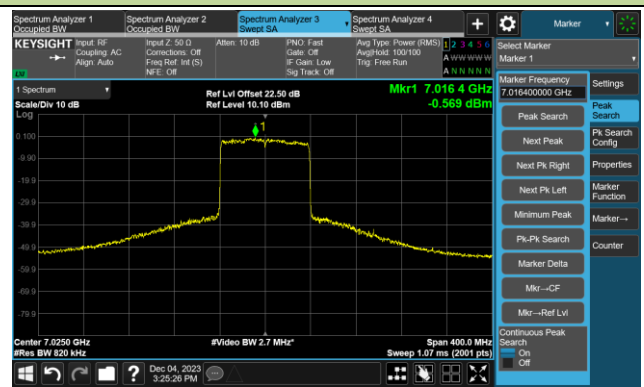 Spectrum Analyzer 1
Occupied BW
Spectrum Analyzer 2
Occupied BW
Spectrum Analyzer 3
Swept SA
Spectrum Analyzer 4
Swept SA
+
Marker
KEYSIGHT
Input: RF
Coupling: AC
Align: Auto
LU
Input Z: 50 Ω
Corrections: Off
Freq Ref: Int (S)
NFE: Off
Atten: 10 dB
PNO: Fast
Gate: Off
IF Gain: Low
Sig Track: Off
Avg Type: Power (RMS)
Avg|Hold: 100/100
Trig: Free Run
1 2 3 4 5 6
A W W W W W
A N N N N N
Select Marker
Marker 1
1 Spectrum
Scale/Div 10 dB
Log
Ref Lvl Offset 22.50 dB
Ref Level 10.10 dBm
Mkr1 7.016 4 GHz
-0.569 dBm
1
0.100
-9.90
-19.9
-29.9
-39.9
-49.9
-59.9
-69.9
-79.9
Center 7.0250 GHz
#Res BW 820 kHz
#Video BW 2.7 MHz*
Span 400.0 MHz
Sweep 1.07 ms (2001 pts)
Marker Frequency
7.016400000 GHz
Peak Search
Next Peak
Next Pk Right
Next Pk Left
Minimum Peak
Pk-Pk Search
Marker Delta
Mkr→CF
Mkr→Ref Lvl
Continuous Peak
Search
On
Off
Settings
Peak
Search
Pk Search
Config
Properties
Marker
Function
Marker→
Counter
?
Dec 04, 2023
3:25:26 PM